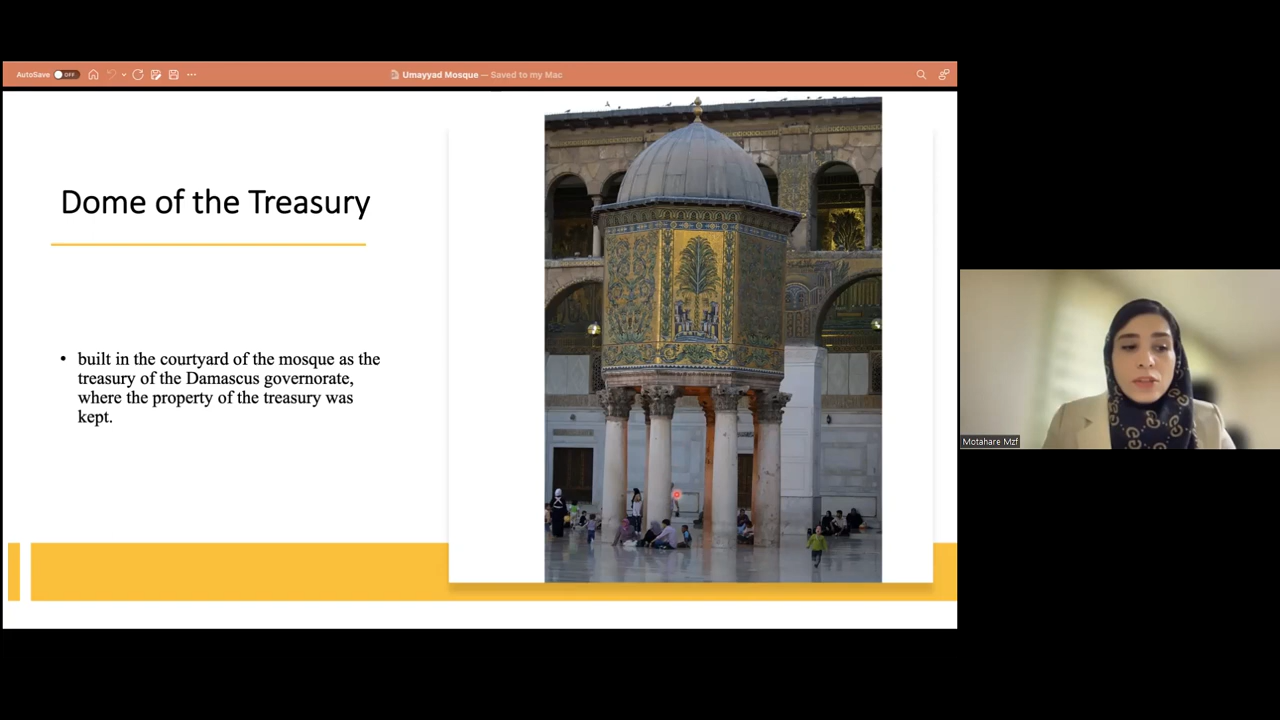 AutoSave OFF
Umayyad Mosque — Saved to my Mac
Dome of the Treasury
• built in the courtyard of the mosque as the
treasury of the Damascus governorate,
where the property of the treasury was
kept.
Motahare Mzf